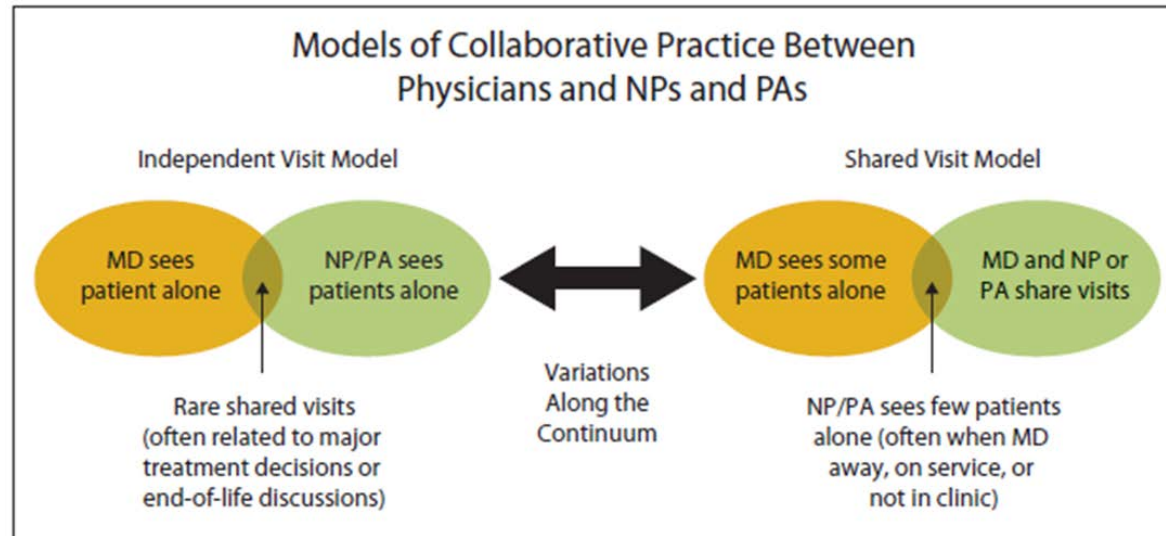 Models of Collaborative Practice Between
Physicians and NPs and PAs
Independent Visit Model
MD sees
patient alone
NP/PA sees
patients alone
Rare shared visits
(often related to major
treatment decisions or
end-of-life discussions)
Variations
Along the
Continuum
Shared Visit Model
MD sees some
patients alone
MD and NP or
PA share visits
NP/PA sees few patients
alone (often when MD
away, on service, or
not in clinic)